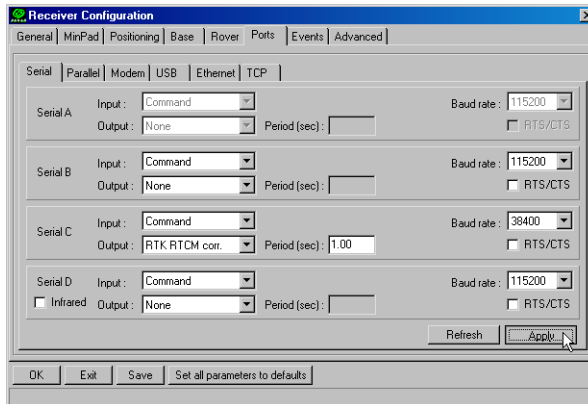 Receiver Configuration
General MinPad Positioning Base Rover Ports Events Advanced
Serial Parallel Modem USB Ethernet TCP
Serial A Input : Command Baud rate : 115200
Output : None Period (sec) : RTS/CTS
Serial B Input : Command Baud rate : 115200
Output : None Period (sec) : RTS/CTS
Serial C Input : Command Baud rate : 38400
Output : RTK RTCM corr. Period (sec) : 1.00 RTS/CTS
Serial D Input : Command Baud rate : 115200
Infrared Output : None Period (sec) : RTS/CTS
Refresh Apply
OK Exit Save Set all parameters to defaults